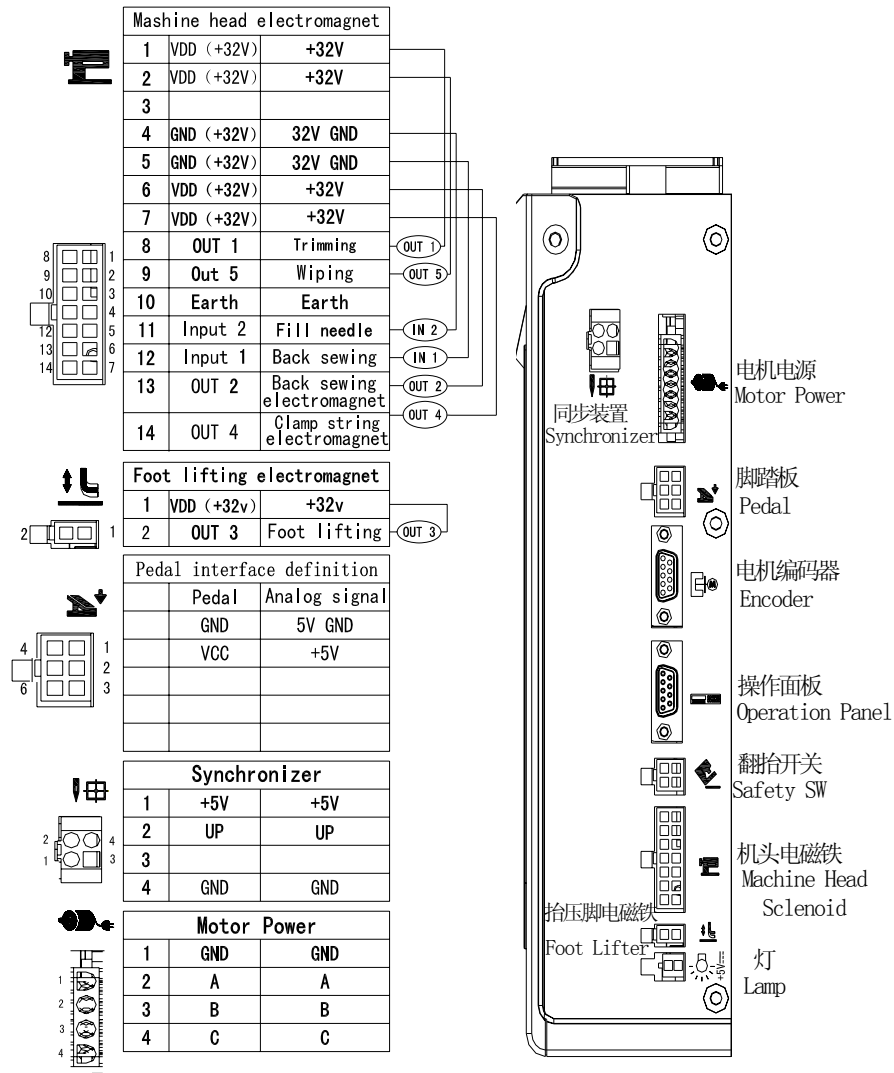 Mashine head electromagnet
1 VDD (+32V) +32V
2 VDD (+32V) +32V
3
4 GND (+32V) 32V GND
5 GND (+32V) 32V GND
6 VDD (+32V) +32V
7 VDD (+32V) +32V
8 OUT 1 Trimming OUT 1
9 Out 5 Wiping OUT 5
10 Earth Earth
11 Input 2 Fill needle IN 2
12 Input 1 Back sewing IN 1
13 OUT 2 Back sewing electromagnet OUT 2
14 OUT 4 Clamp string electromagnet OUT 4
8 1
9 2
10 3
4
12 5
13 6
14 7
Foot lifting electromagnet
1 VDD (+32v) +32v
2 OUT 3 Foot lifting OUT 3
2 1
Pedal interface definition
Pedal Analog signal
GND 5V GND
VCC +5V
4 1
2
6 3
Synchronizer
1 +5V +5V
2 UP UP
3
4 GND GND
2 4
1 3
Motor Power
1 GND GND
2 A A
3 B B
4 C C
1
2
3
4
同步装置
Synchronizer
电机电源
Motor Power
脚踏板
Pedal
电机编码器
Encoder
操作面板
Operation Panel
翻抬开关
Safety SW
机头电磁铁
Machine Head
Sclenoid
抬压脚电磁铁
Foot Lifter
+5V
灯
Lamp